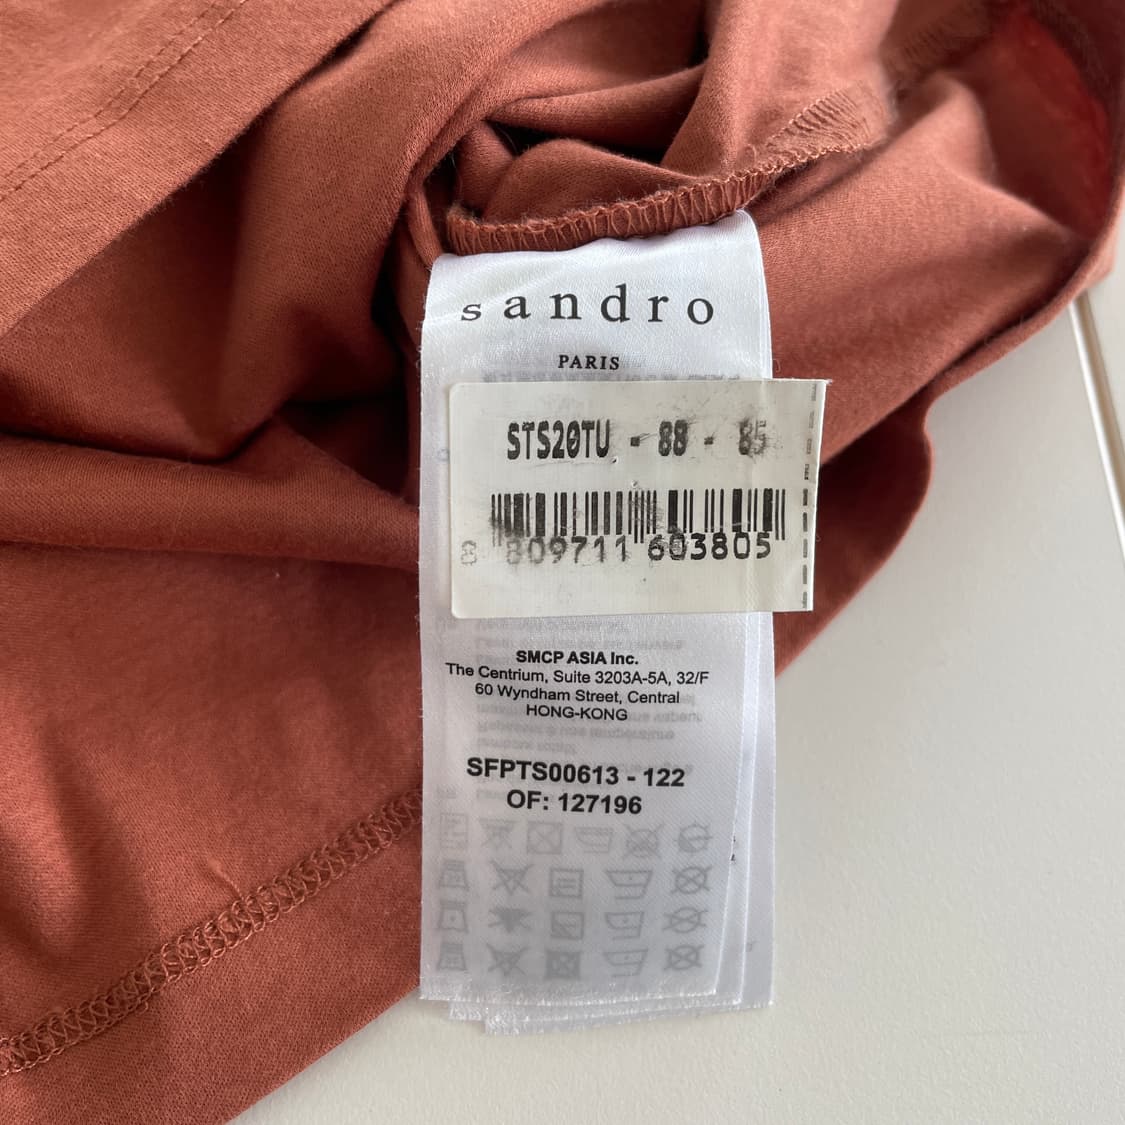 sandro
PARIS
STS20TU - 88 - 85
8 809711 603805
SMCP ASIA Inc.
The Centrium, Suite 3203A-5A, 32/F
60 Wyndham Street, Central
HONG-KONG
SFPTS00613 - 122
OF: 127196